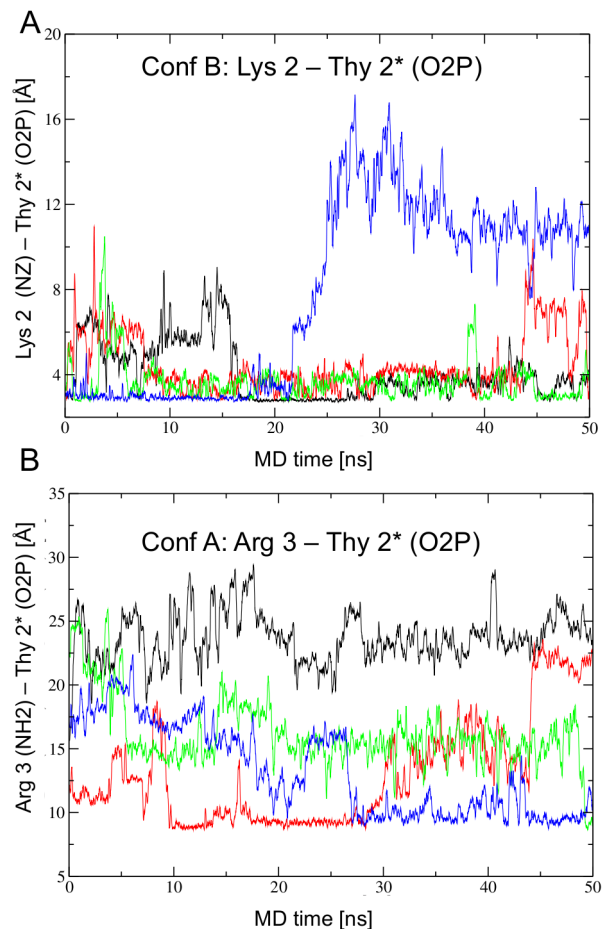 A
Conf B: Lys 2 – Thy 2* (O2P)
Lys 2 (NZ) – Thy 2* (O2P) [Å]
20
16
12
8
4
0 10 20 30 40 50
MD time [ns]
B
Conf A: Arg 3 – Thy 2* (O2P)
Arg 3 (NH2) – Thy 2* (O2P) [Å]
35
30
25
20
15
10
5
0 10 20 30 40 50
MD time [ns]